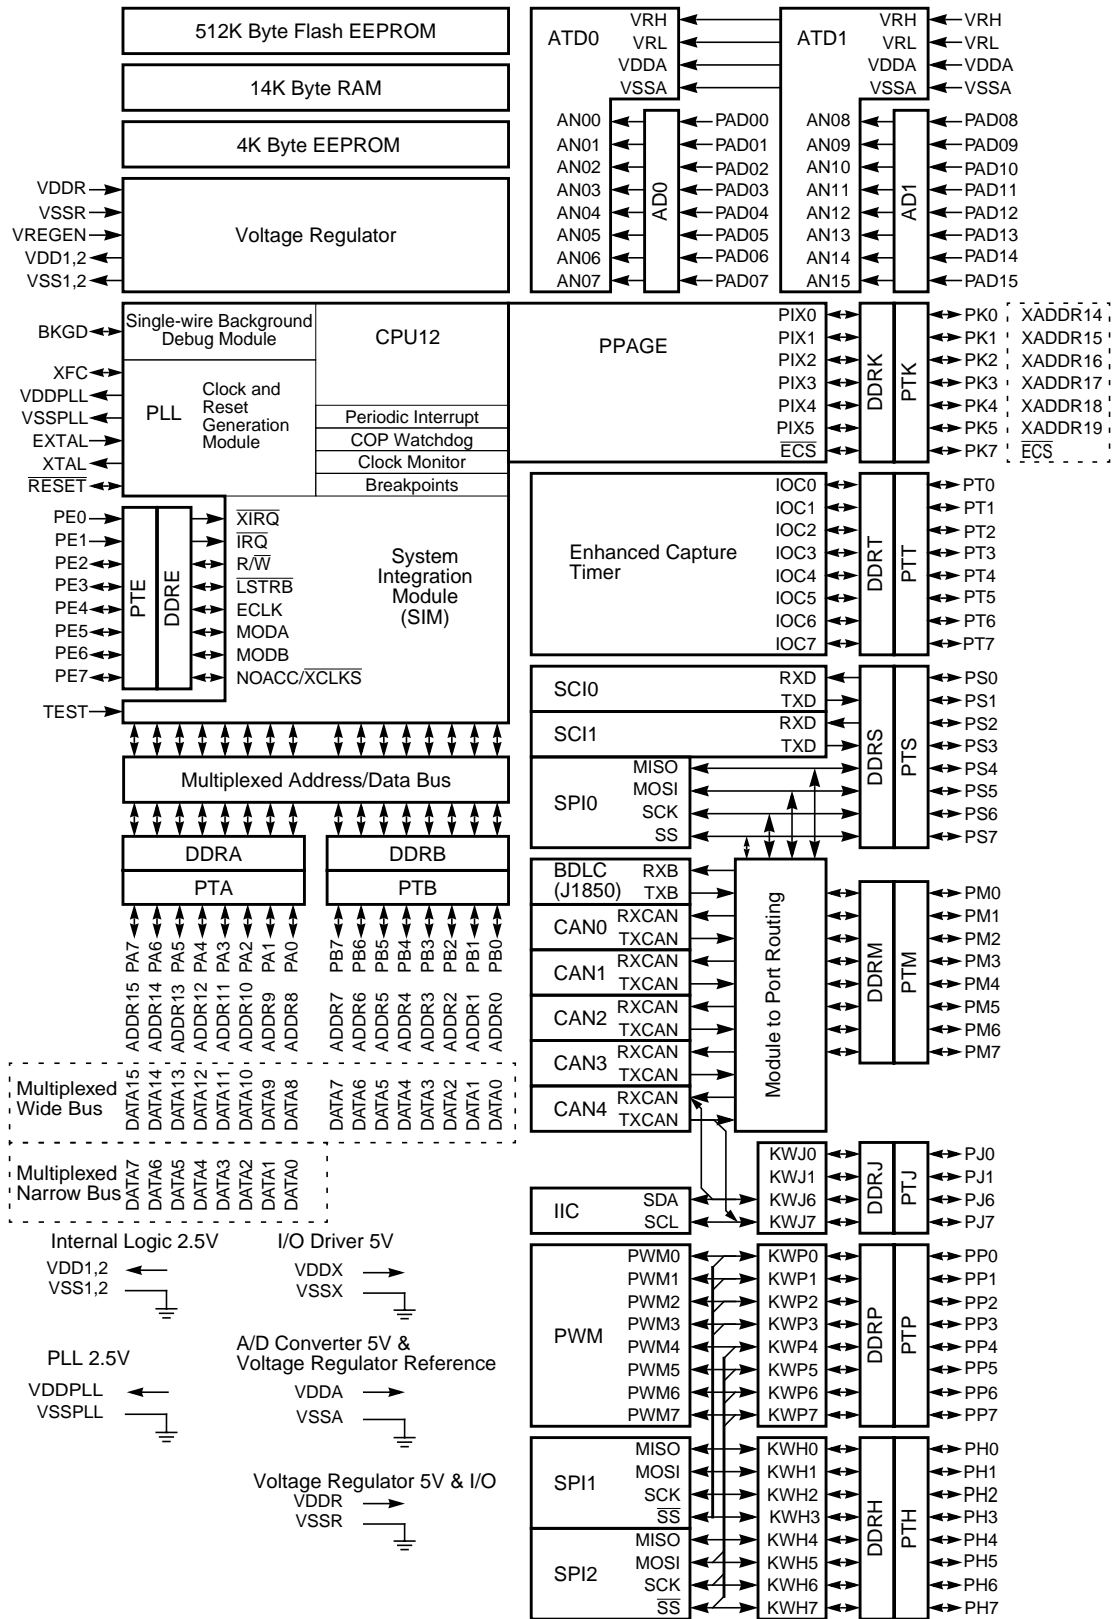 512K Byte Flash EEPROM
14K Byte RAM
4K Byte EEPROM
VDDR
VSSR
VREGEN
VDD1,2
VSS1,2
Voltage Regulator
ATD0
VRH
VRL
VDDA
VSSA
ATD1
VRH
VRL
VDDA
VSSA
VRH
VRL
VDDA
VSSA
AN00
AN01
AN02
AN03
AN04
AN05
AN06
AN07
AD0
PAD00
PAD01
PAD02
PAD03
PAD04
PAD05
PAD06
PAD07
AN08
AN09
AN10
AN11
AN12
AN13
AN14
AN15
AD1
PAD08
PAD09
PAD10
PAD11
PAD12
PAD13
PAD14
PAD15
BKGD
XFC
VDDPLL
VSSPLL
EXTAL
XTAL
RESET
Single-wire Background
Debug Module
CPU12
PLL
Clock and
Reset
Generation
Module
Periodic Interrupt
COP Watchdog
Clock Monitor
Breakpoints
PPAGE
PIX0
PIX1
PIX2
PIX3
PIX4
PIX5
ECS
DDRK
PTK
PK0
PK1
PK2
PK3
PK4
PK5
PK7
XADDR14
XADDR15
XADDR16
XADDR17
XADDR18
XADDR19
ECS
PE0
PE1
PE2
PE3
PE4
PE5
PE6
PE7
TEST
PTE
DDRE
XIRQ
IRQ
R/W
LSTRB
ECLK
MODA
MODB
NOACC/XCLKS
System
Integration
Module
(SIM)
Enhanced Capture
Timer
IOC0
IOC1
IOC2
IOC3
IOC4
IOC5
IOC6
IOC7
DDRT
PTT
PT0
PT1
PT2
PT3
PT4
PT5
PT6
PT7
SCI0
RXD
TXD
SCI1
RXD
TXD
SPI0
MISO
MOSI
SCK
SS
DDRS
PTS
PS0
PS1
PS2
PS3
PS4
PS5
PS6
PS7
Multiplexed Address/Data Bus
DDRA
PTA
DDRB
PTB
PA7
PA6
PA5
PA4
PA3
PA2
PA1
PA0
PB7
PB6
PB5
PB4
PB3
PB2
PB1
PB0
ADDR15
ADDR14
ADDR13
ADDR12
ADDR11
ADDR10
ADDR9
ADDR8
ADDR7
ADDR6
ADDR5
ADDR4
ADDR3
ADDR2
ADDR1
ADDR0
Multiplexed
Wide Bus
DATA15
DATA14
DATA13
DATA12
DATA11
DATA10
DATA9
DATA8
DATA7
DATA6
DATA5
DATA4
DATA3
DATA2
DATA1
DATA0
Multiplexed
Narrow Bus
DATA7
DATA6
DATA5
DATA4
DATA3
DATA2
DATA1
DATA0
BDLC
(J1850)
RXB
TXB
CAN0
RXCAN
TXCAN
CAN1
RXCAN
TXCAN
CAN2
RXCAN
TXCAN
CAN3
RXCAN
TXCAN
CAN4
RXCAN
TXCAN
Module to Port Routing
DDRM
PTM
PM0
PM1
PM2
PM3
PM4
PM5
PM6
PM7
IIC
SDA
SCL
KWJ0
KWJ1
KWJ6
KWJ7
DDRJ
PTJ
PJ0
PJ1
PJ6
PJ7
Internal Logic 2.5V
VDD1,2
VSS1,2
I/O Driver 5V
VDDX
VSSX
PLL 2.5V
VDDPLL
VSSPLL
A/D Converter 5V &
Voltage Regulator Reference
VDDA
VSSA
Voltage Regulator 5V & I/O
VDDR
VSSR
PWM
PWM0
PWM1
PWM2
PWM3
PWM4
PWM5
PWM6
PWM7
KWP0
KWP1
KWP2
KWP3
KWP4
KWP5
KWP6
KWP7
DDRP
PTP
PP0
PP1
PP2
PP3
PP4
PP5
PP6
PP7
SPI1
MISO
MOSI
SCK
SS
SPI2
MISO
MOSI
SCK
SS
KWH0
KWH1
KWH2
KWH3
KWH4
KWH5
KWH6
KWH7
DDRH
PTH
PH0
PH1
PH2
PH3
PH4
PH5
PH6
PH7